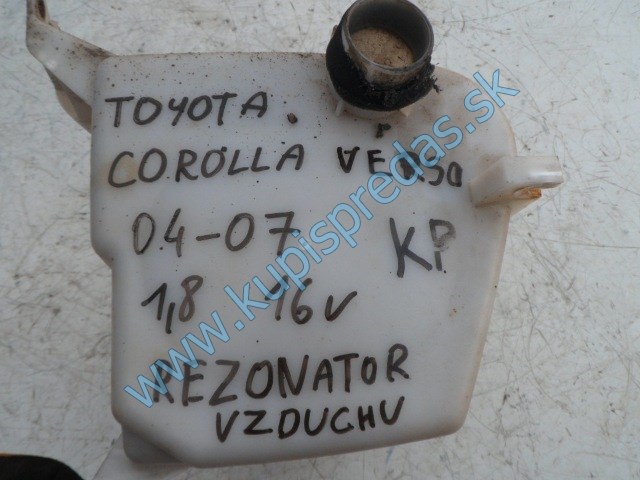 TOYOTA
COROLLA VERSO
04-07 KP
1,8 16v
REZONATOR
VZDUCHU
www.kupispredas.sk